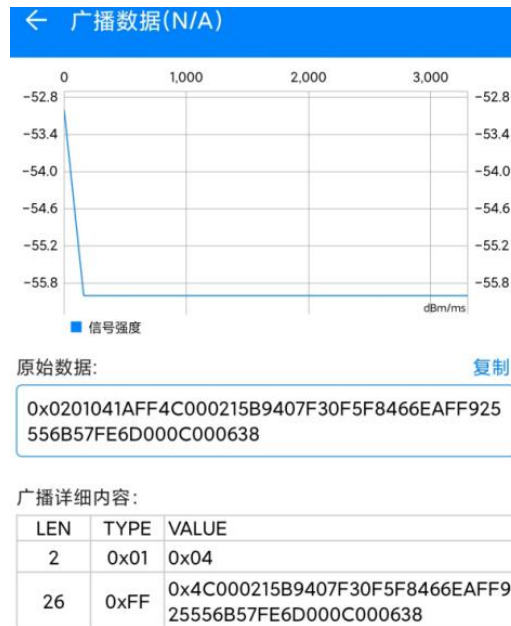 ← 广播数据(N/A)
0 1,000 2,000 3,000
-52.8 -52.8
-53.4 -53.4
-54.0 -54.0
-54.6 -54.6
-55.2 -55.2
-55.8 -55.8
dBm/ms
信号强度
原始数据: 复制
0x0201041AFF4C000215B9407F30F5F8466EAFF925
556B57FE6D000C000638
广播详细内容:
LEN TYPE VALUE
2 0x01 0x04
26 0xFF 0x4C000215B9407F30F5F8466EAFF9
25556B57FE6D000C000638